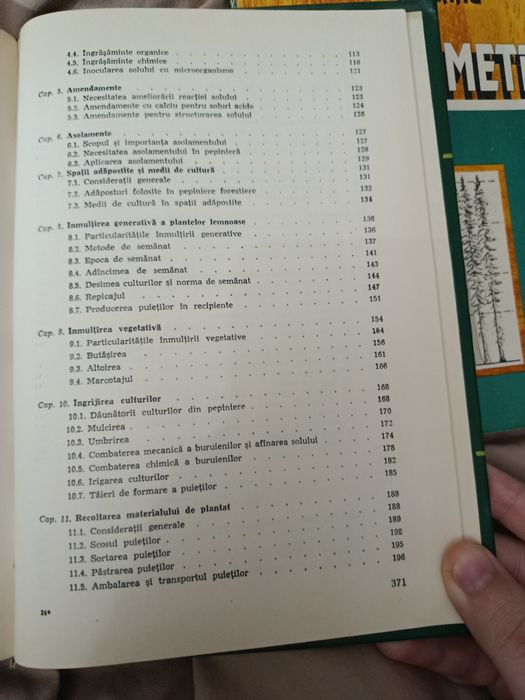 4.4. Îngrășăminte organice . . . . . . . . . . . . . 113
4.5. Îngrășăminte chimice . . . . . . . . . . . . . 116
4.6. Inocularea solului cu microorganisme . . . . . . . . . 121
Cap. 5. Amendamente . . . . . . . . . . . . . . . 123
5.1. Necesitatea ameliorării reacției solului . . . . . . . . 123
5.2. Amendamente cu calciu pentru soluri acide . . . . . . . 124
5.3. Amendamente pentru structurarea solului . . . . . . . 126
Cap. 6. Asolamente . . . . . . . . . . . . . . . 127
6.1. Scopul și importanța asolamentului . . . . . . . . . 127
6.2. Necesitatea asolamentului în pepinieră . . . . . . . . 128
6.3. Aplicarea asolamentului . . . . . . . . . . . . 129
Cap. 7. Spații adăpostite și medii de cultură . . . . . . . . 131
7.1. Considerații generale . . . . . . . . . . . . . 131
7.2. Adăposturi folosite în pepiniere forestiere . . . . . . . 132
7.3. Medii de cultură în spații adăpostite . . . . . . . . 134
Cap. 8. Înmulțirea generativă a plantelor lemnoase . . . . . . 136
8.1. Particularitățile înmulțirii generative . . . . . . . . 136
8.2. Metode de semănat . . . . . . . . . . . . . 137
8.3. Epoca de semănat . . . . . . . . . . . . . . 141
8.4. Adîncimea de semănat . . . . . . . . . . . . 143
8.5. Desimea culturilor și norma de semănat . . . . . . . 144
8.6. Repicajul . . . . . . . . . . . . . . . . 147
8.7. Producerea puieților în recipiente . . . . . . . . . 151
Cap. 9. Înmulțirea vegetativă . . . . . . . . . . . . . 154
9.1. Particularitățile înmulțirii vegetative . . . . . . . . 154
9.2. Butășirea . . . . . . . . . . . . . . . . 156
9.3. Altoirea . . . . . . . . . . . . . . . . . 161
9.4. Marcotajul . . . . . . . . . . . . . . . . 166
Cap. 10. Îngrijirea culturilor . . . . . . . . . . . . . 168
10.1. Dăunătorii culturilor din pepiniere . . . . . . . . . 168
10.2. Mulcirea . . . . . . . . . . . . . . . . 170
10.3. Umbrirea . . . . . . . . . . . . . . . . 172
10.4. Combaterea mecanică a buruienilor și afînarea solului . . . . 174
10.5. Combaterea chimică a buruienilor . . . . . . . . . 178
10.6. Irigarea culturilor . . . . . . . . . . . . . 182
10.7. Tăieri de formare a puieților . . . . . . . . . . 185
Cap. 11. Recoltarea materialului de plantat . . . . . . . . . 188
11.1. Considerații generale . . . . . . . . . . . . 188
11.2. Scosul puieților . . . . . . . . . . . . . . 189
11.3. Sortarea puieților . . . . . . . . . . . . . 192
11.4. Păstrarea puieților . . . . . . . . . . . . . 195
11.5. Ambalarea și transportul puieților . . . . . . . . . 196
24*
371
METR